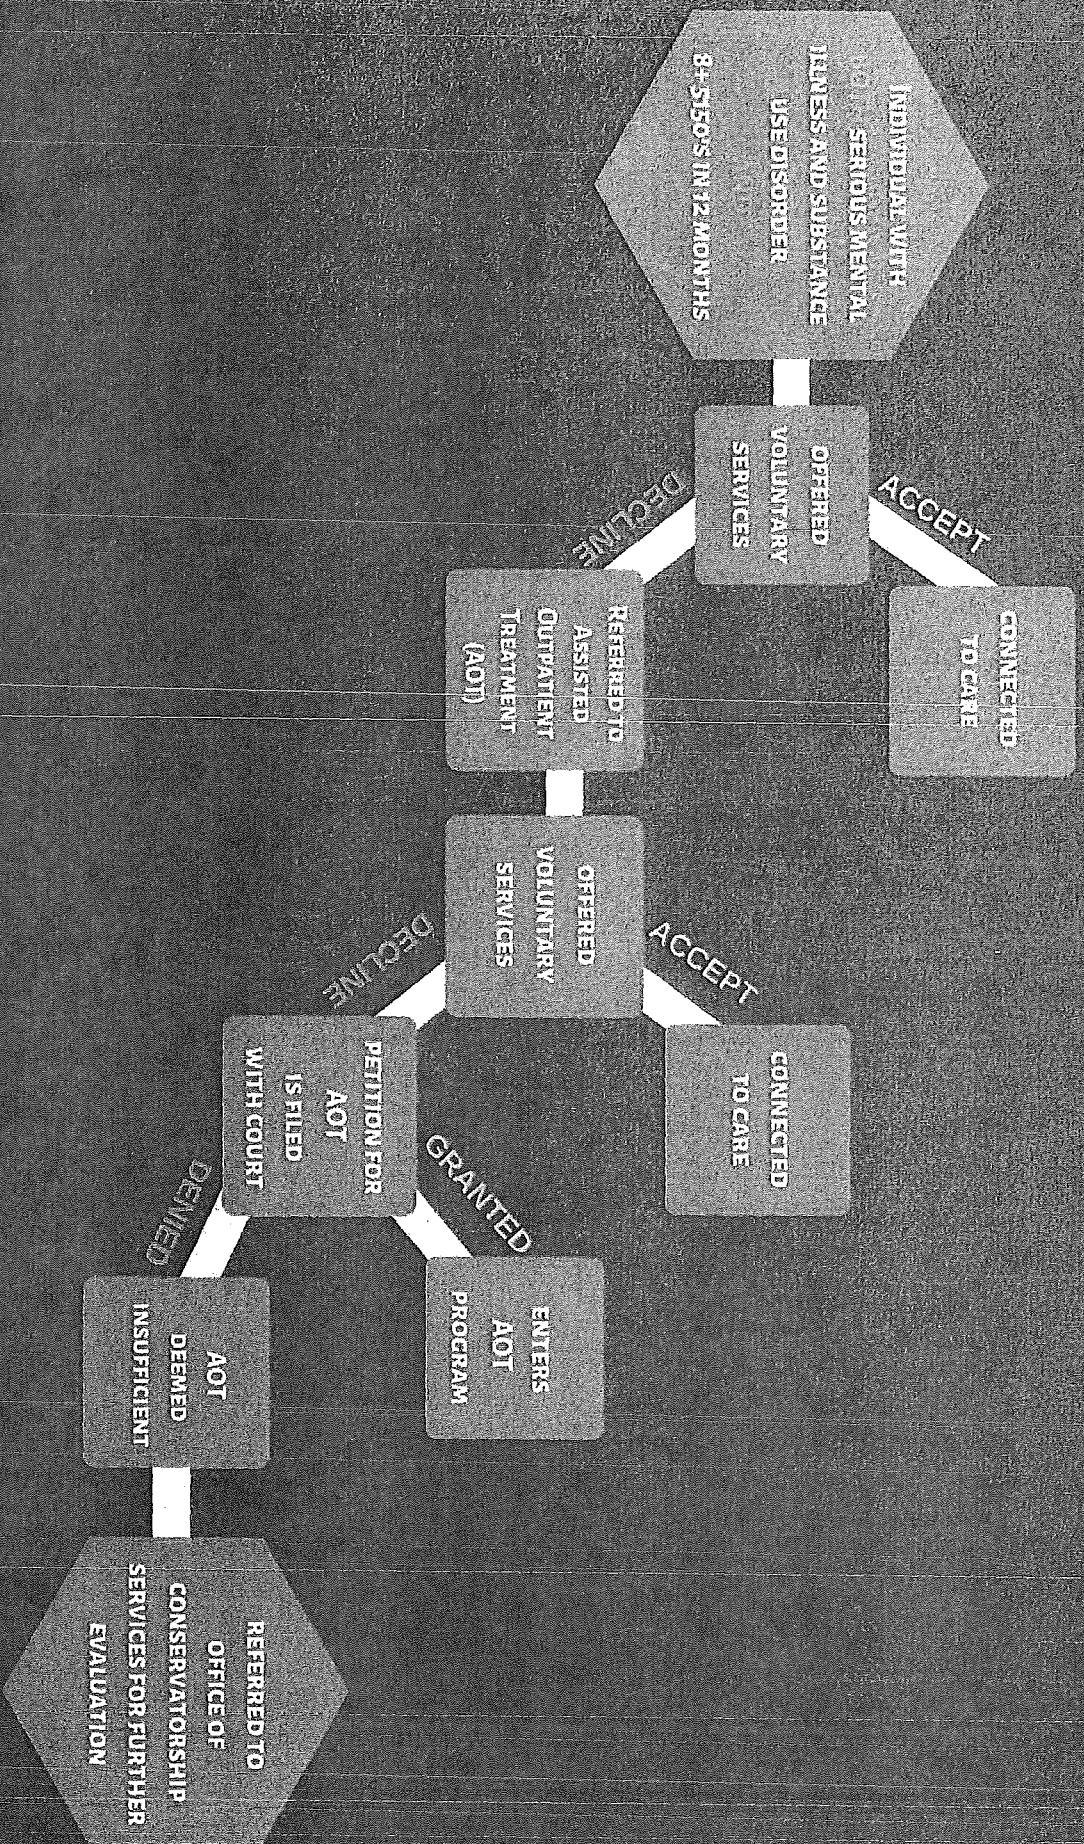 INDIVIDUAL WITH
SERIOUS MENTAL
ILLNESS AND SUBSTANCE
USE DISORDER
8+ 5150'S IN 12 MONTHS
OFFERED
VOLUNTARY
SERVICES
ACCEPT
CONNECTED
TO CARE
DECLINE
REFERRED TO
ASSISTED
OUTPATIENT
TREATMENT
(AOT)
OFFERED
VOLUNTARY
SERVICES
ACCEPT
CONNECTED
TO CARE
DECLINE
PETITION FOR
AOT
IS FILED
WITH COURT
GRANTED
ENTERS
AOT
PROGRAM
DENIED
AOT
DEEMED
INSUFFICIENT
REFERRED TO
OFFICE OF
CONSERVATORSHIP
SERVICES FOR FURTHER
EVALUATION